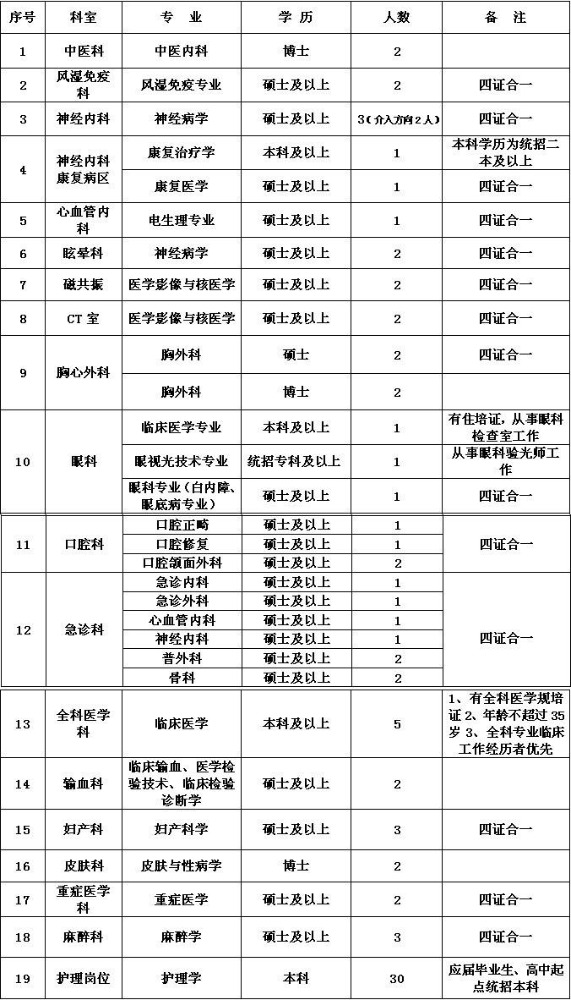 序号 科室 专 业 学 历 人数 备 注
1 中医科 中医内科 博士 2
2 风湿免疫科 风湿免疫专业 硕士及以上 2 四证合一
3 神经内科 神经病学 硕士及以上 3（介入方向2人） 四证合一
4 神经内科康复病区 康复治疗学 本科及以上 1 本科学历为统招二本及以上
康复医学 硕士及以上 1 四证合一
5 心血管内科 电生理专业 硕士及以上 1 四证合一
6 眩晕科 神经病学 硕士及以上 2 四证合一
7 磁共振 医学影像与核医学 硕士及以上 2 四证合一
8 CT室 医学影像与核医学 硕士及以上 2 四证合一
9 胸心外科 胸外科 硕士 2 四证合一
胸外科 博士 2
10 眼科 临床医学专业 本科及以上 1 有住培证，从事眼科检查室工作
眼视光技术专业 统招专科及以上 1 从事眼科验光师工作
眼科专业（白内障、眼底病专业） 硕士及以上 1 四证合一
11 口腔科 口腔正畸 硕士及以上 1 四证合一
口腔修复 硕士及以上 1
口腔颌面外科 硕士及以上 2
12 急诊科 急诊内科 硕士及以上 1 四证合一
急诊外科 硕士及以上 1
心血管内科 硕士及以上 1
神经内科 硕士及以上 1
普外科 硕士及以上 2
骨科 硕士及以上 2
13 全科医学科 临床医学 本科及以上 5 1、有全科医学规培证2、年龄不超过35岁3、全科专业临床工作经历者优先
14 输血科 临床输血、医学检验技术、临床检验诊断学 硕士及以上 2
15 妇产科 妇产科学 硕士及以上 3 四证合一
16 皮肤科 皮肤与性病学 博士 2
17 重症医学科 重症医学 硕士及以上 2 四证合一
18 麻醉科 麻醉学 硕士及以上 3 四证合一
19 护理岗位 护理学 本科 30 应届毕业生、高中起点统招本科